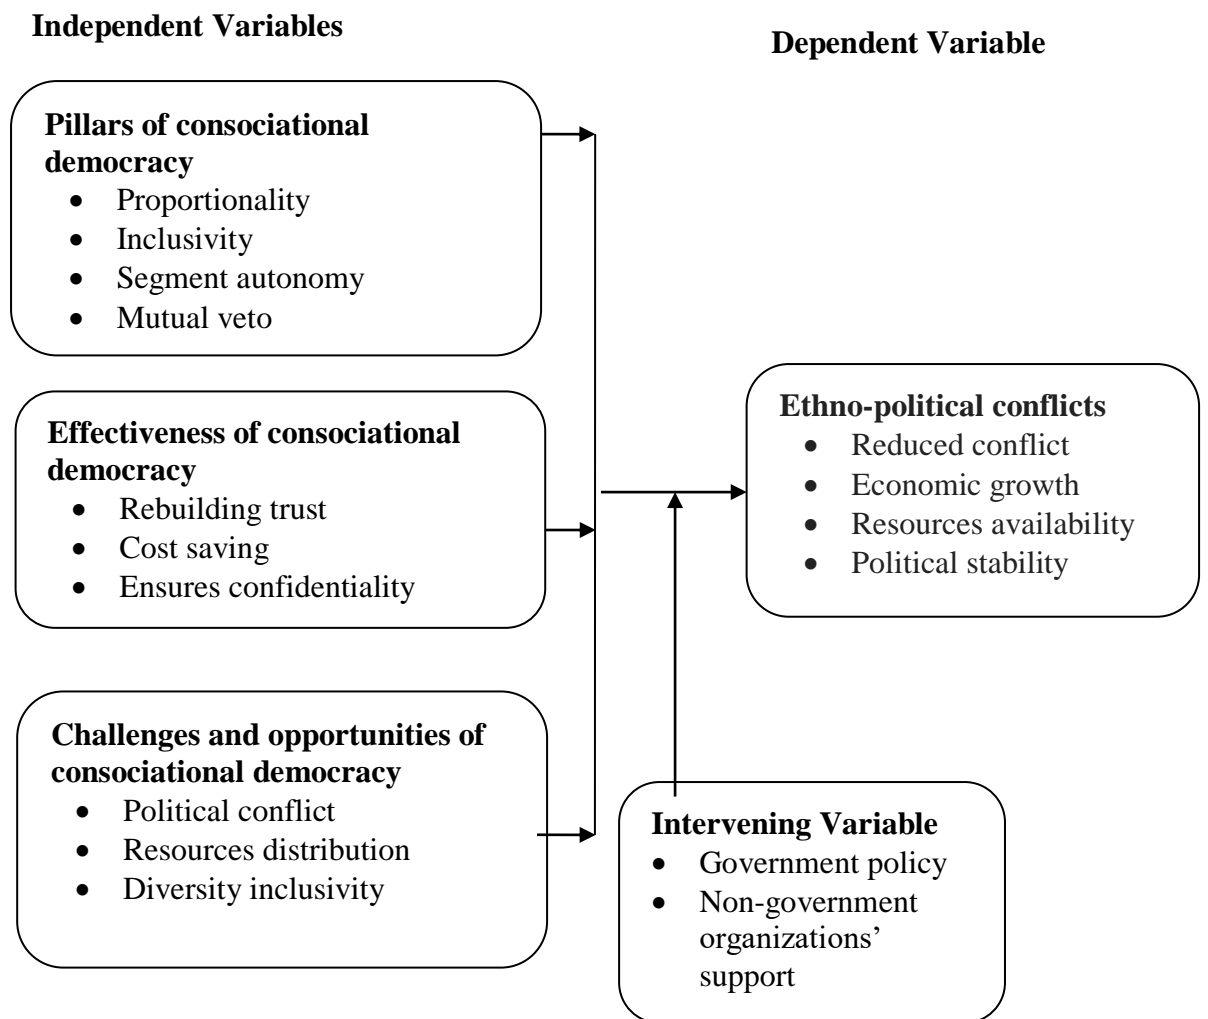 Independent Variables
Dependent Variable
Pillars of consociational
democracy
• Proportionality
• Inclusivity
• Segment autonomy
• Mutual veto
Effectiveness of consociational
democracy
• Rebuilding trust
• Cost saving
• Ensures confidentiality
Challenges and opportunities of
consociational democracy
• Political conflict
• Resources distribution
• Diversity inclusivity
Ethno-political conflicts
• Reduced conflict
• Economic growth
• Resources availability
• Political stability
Intervening Variable
• Government policy
• Non-government
organizations’
support